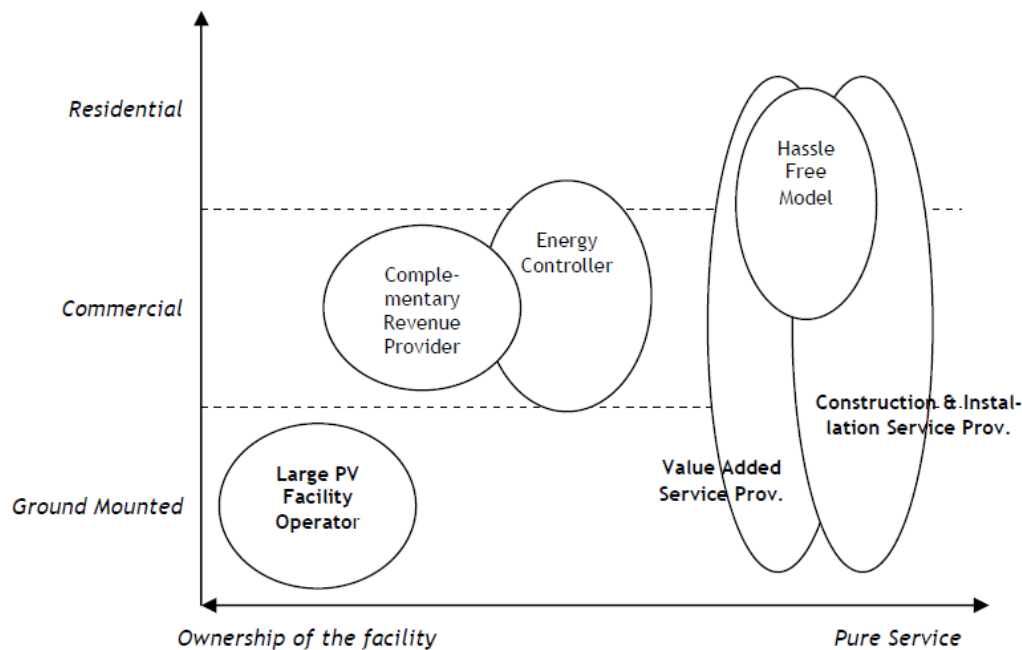 Residential
Hassle
Free
Model
Energy
Controller
Comple-
mentary
Revenue
Provider
Commercial
Construction & Instal-
lation Service Prov.
Value Added
Service Prov.
Large PV
Facility
Operator
Ground Mounted
Ownership of the facility
Pure Service